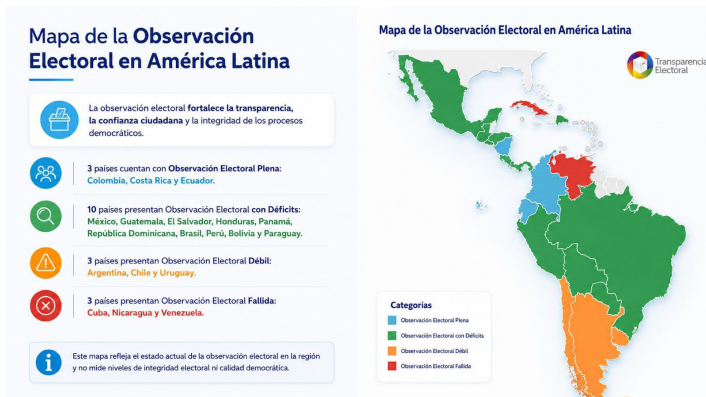 Mapa de la Observación
Electoral en América Latina
La observación electoral fortalece la transparencia,
la confianza ciudadana y la integridad de los procesos
democráticos.
3 países cuentan con Observación Electoral Plena:
Colombia, Costa Rica y Ecuador.
10 países presentan Observación Electoral con Déficits:
México, Guatemala, El Salvador, Honduras, Panamá,
República Dominicana, Brasil, Perú, Bolivia y Paraguay.
3 países presentan Observación Electoral Débil:
Argentina, Chile y Uruguay.
3 países presentan Observación Electoral Fallida:
Cuba, Nicaragua y Venezuela.
Este mapa refleja el estado actual de la observación electoral en la región
y no mide niveles de integridad electoral ni calidad democrática.
Mapa de la Observación Electoral en América Latina
Transparencia
Electoral
Categorías
Observación Electoral Plena
Observación Electoral con Déficits
Observación Electoral Débil
Observación Electoral Fallida